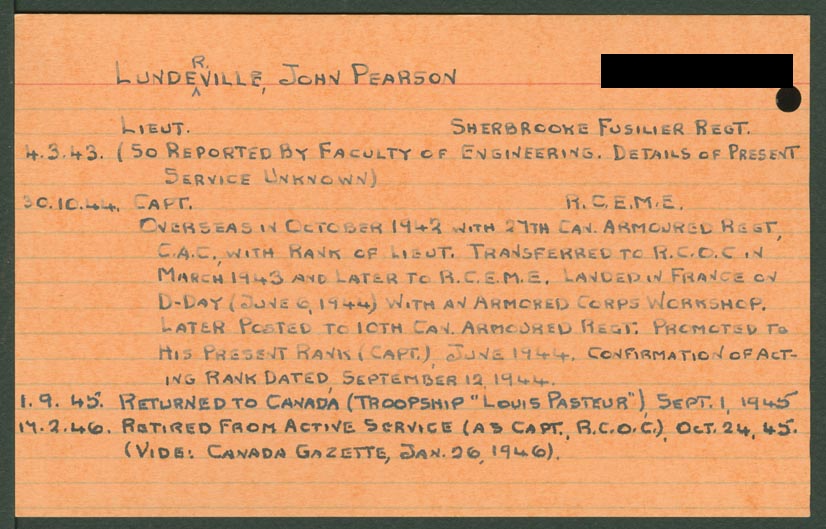 LUNDERVILLE, JOHN PEARSON
LIEUT. SHERBROOKE FUSILIER REGT.
4.3.43. (SO REPORTED BY FACULTY OF ENGINEERING. DETAILS OF PRESENT
SERVICE UNKNOWN)
30.10.44. CAPT. R.C.E.M.E.
OVERSEAS IN OCTOBER 1942 WITH 27TH CAN. ARMOURED REGT,
C.A.C., WITH RANK OF LIEUT. TRANSFERRED TO R.C.O.C IN
MARCH 1943 AND LATER TO R.C.E.M.E. LANDED IN FRANCE ON
D-DAY (JUNE 6, 1944) WITH AN ARMORED CORPS WORKSHOP.
LATER POSTED TO 10TH CAN. ARMOURED REGT. PROMOTED TO
HIS PRESENT RANK (CAPT.), JUNE 1944. CONFIRMATION OF ACT-
ING RANK DATED, SEPTEMBER 12, 1944.
1.9.45. RETURNED TO CANADA (TROOPSHIP "LOUIS PASTEUR"), SEPT. 1, 1945
14.2.46. RETIRED FROM ACTIVE SERVICE (AS CAPT., R.C.O.C.), OCT. 24, 45.
(VIDE: CANADA GAZETTE, JAN. 26, 1946).